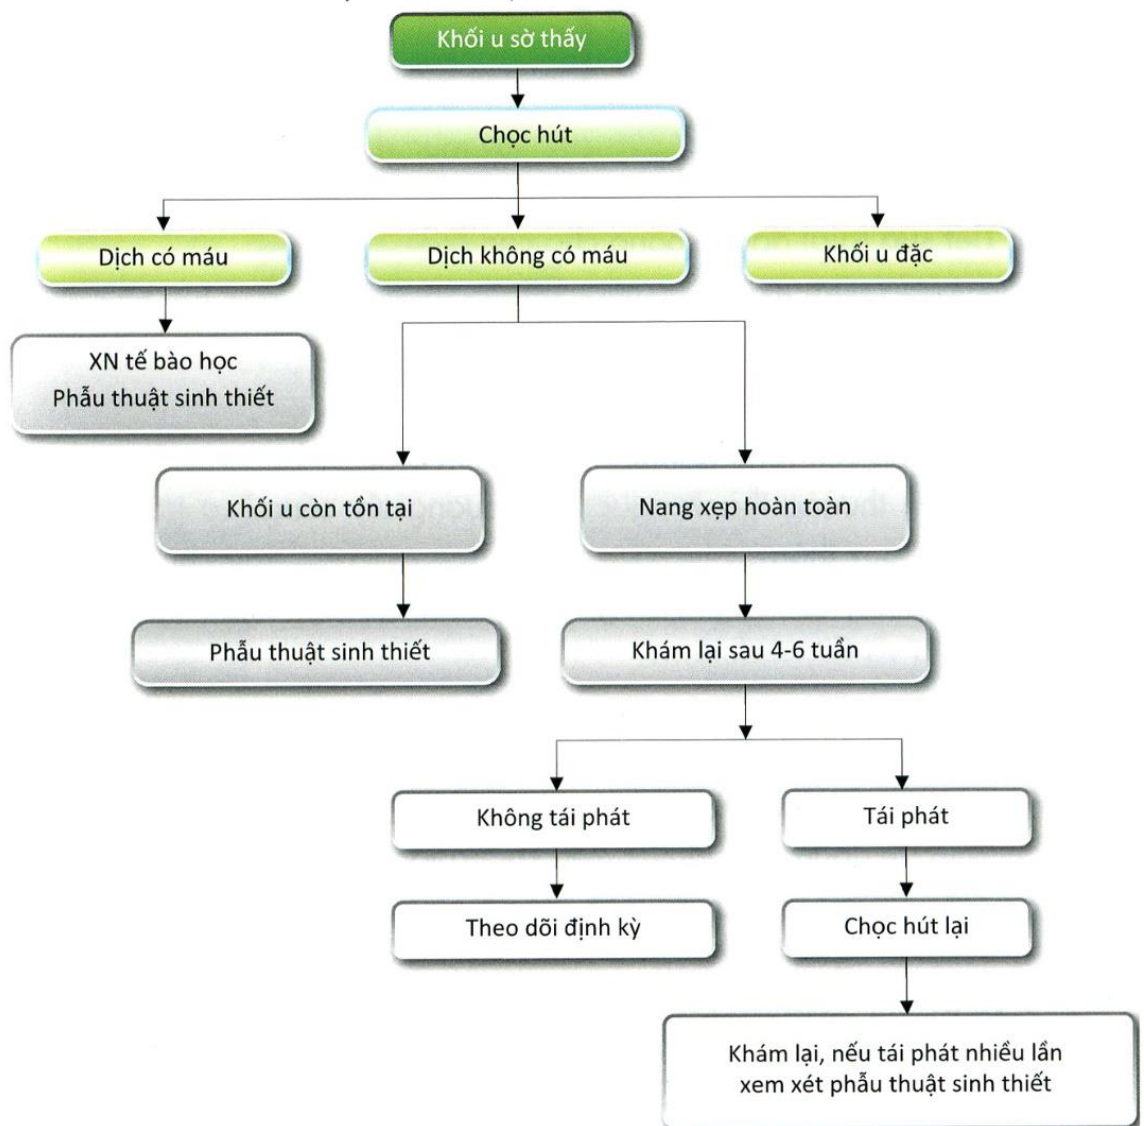 Khối u sờ thấy
Chọc hút
Dịch có máu
Dịch không có máu
Khối u đặc
XN tế bào học
Phẫu thuật sinh thiết
Khối u còn tồn tại
Nang xẹp hoàn toàn
Phẫu thuật sinh thiết
Khám lại sau 4-6 tuần
Không tái phát
Tái phát
Theo dõi định kỳ
Chọc hút lại
Khám lại, nếu tái phát nhiều lần
xem xét phẫu thuật sinh thiết